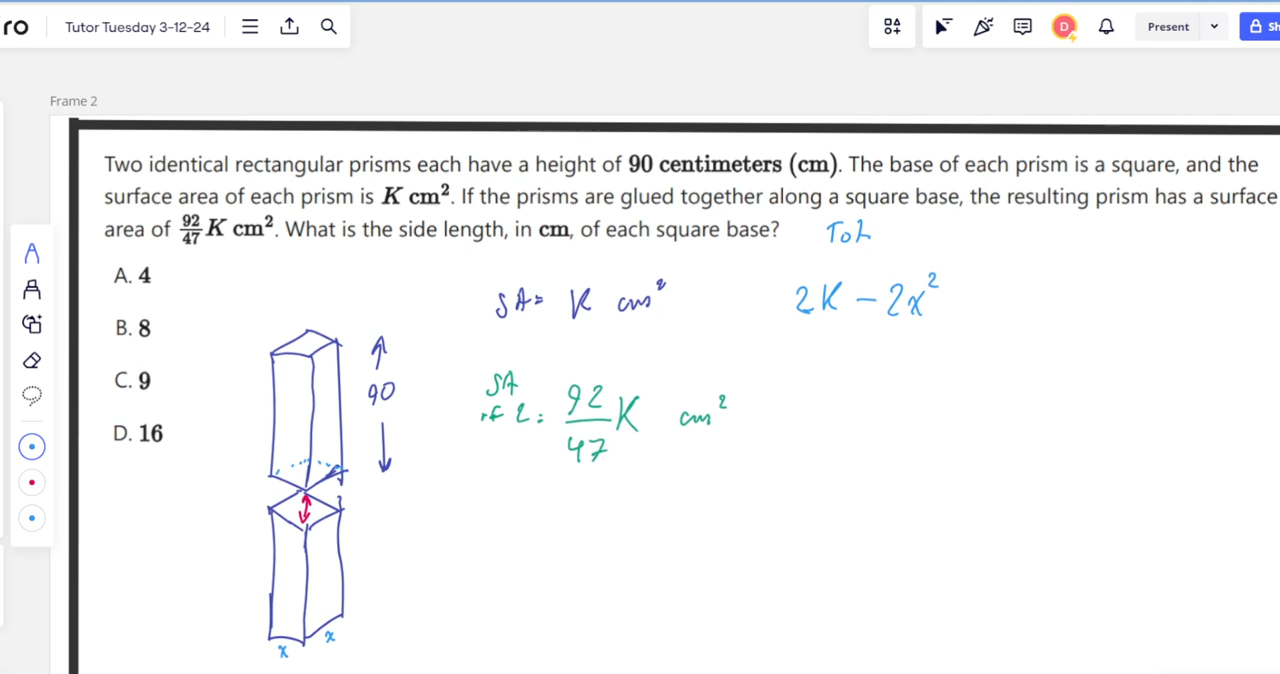 ro Tutor Tuesday 3-12-24 D Present Sh
Frame 2
Two identical rectangular prisms each have a height of 90 centimeters (cm). The base of each prism is a square, and the
surface area of each prism is K cm². If the prisms are glued together along a square base, the resulting prism has a surface
area of 92/47 K cm². What is the side length, in cm, of each square base?
A. 4
B. 8
C. 9
D. 16
SA = K cm²
2K - 2x²
90
SA
of 2 = 92/47 K cm²
x
x